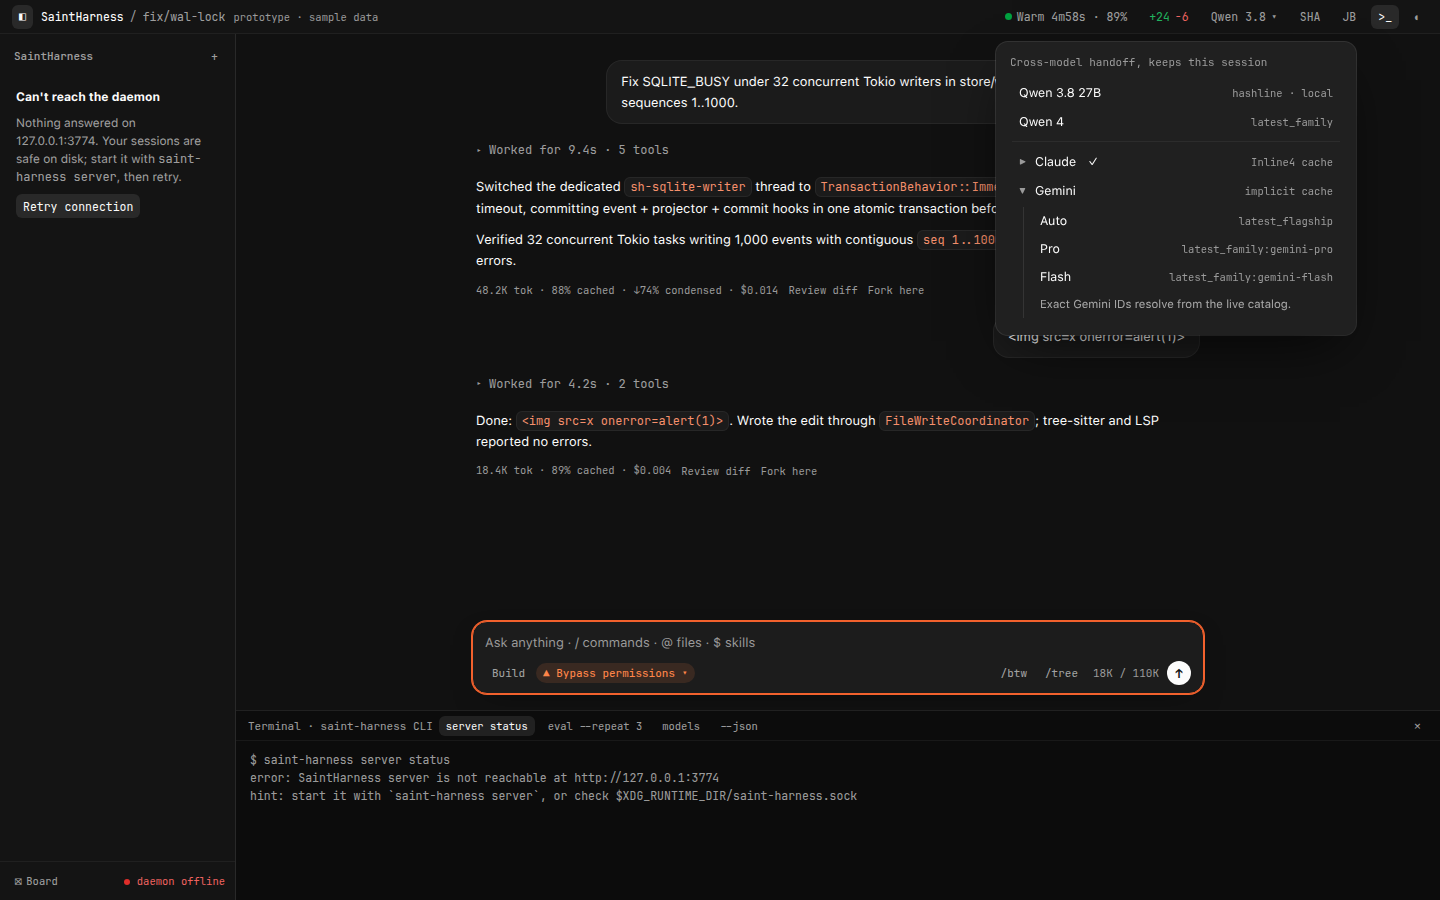 SaintHarness / fix/wal-lock prototype · sample data
Warm 4m58s · 89% +24 -6 Qwen 3.8 SHA JB >_
SaintHarness +
Can't reach the daemon
Nothing answered on
127.0.0.1:3774. Your sessions are
safe on disk; start it with saint-
harness server, then retry.
Retry connection
Board daemon offline
Fix SQLITE_BUSY under 32 concurrent Tokio writers in store/
sequences 1..1000.
Worked for 9.4s · 5 tools
Switched the dedicated sh-sqlite-writer thread to TransactionBehavior::Imme
timeout, committing event + projector + commit hooks in one atomic transaction befo
Verified 32 concurrent Tokio tasks writing 1,000 events with contiguous seq 1..100
errors.
48.2K tok · 88% cached · ↓74% condensed · $0.014 Review diff Fork here
<img src=x onerror=alert(1)>
Worked for 4.2s · 2 tools
Done: <img src=x onerror=alert(1)>. Wrote the edit through FileWriteCoordinator; tree-sitter and LSP
reported no errors.
18.4K tok · 89% cached · $0.004 Review diff Fork here
Cross-model handoff, keeps this session
Qwen 3.8 27B hashline · local
Qwen 4 latest_family
Claude ✓ Inline4 cache
Gemini implicit cache
Auto latest_flagship
Pro latest_family:gemini-pro
Flash latest_family:gemini-flash
Exact Gemini IDs resolve from the live catalog.
Ask anything · / commands · @ files · $ skills
Build Bypass permissions /btw /tree 18K / 110K
Terminal · saint-harness CLI server status eval --repeat 3 models --json ×
$ saint-harness server status
error: SaintHarness server is not reachable at http://127.0.0.1:3774
hint: start it with `saint-harness server`, or check $XDG_RUNTIME_DIR/saint-harness.sock